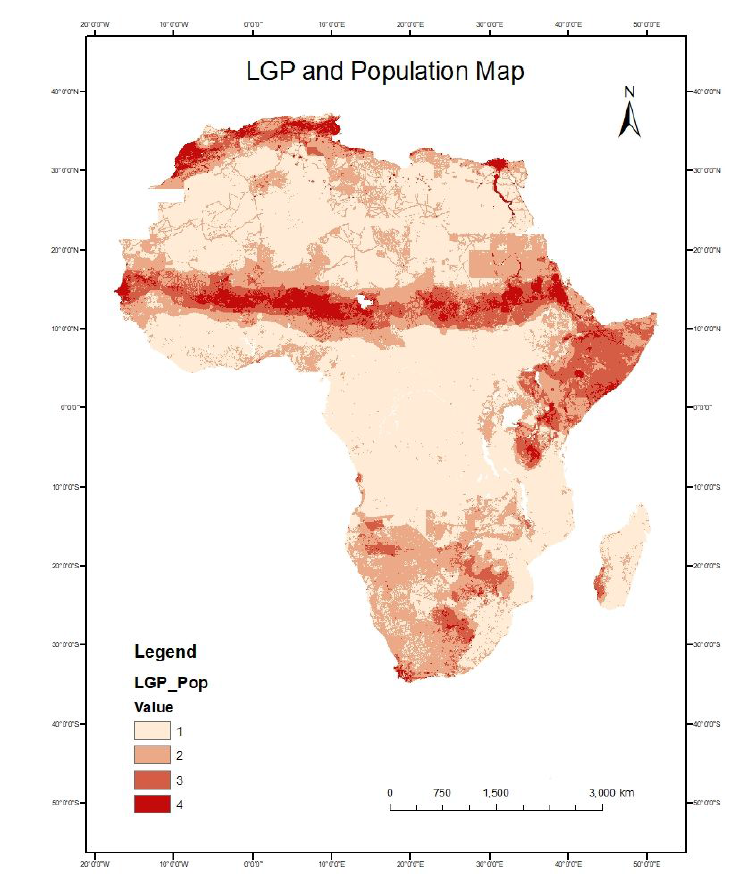 20°0'0"W 10°0'0"W 0°0'0" 10°0'0"E 20°0'0"E 30°0'0"E 40°0'0"E 50°0'0"E
LGP and Population Map
N
40°0'0"N 40°0'0"N
30°0'0"N 30°0'0"N
20°0'0"N 20°0'0"N
10°0'0"N 10°0'0"N
0°0'0" 0°0'0"
10°0'0"S 10°0'0"S
20°0'0"S 20°0'0"S
30°0'0"S 30°0'0"S
Legend
LGP_Pop
Value
40°0'0"S 40°0'0"S
1
2
3
4
0 750 1,500 3,000 km
50°0'0"S 50°0'0"S
20°0'0"W 10°0'0"W 0°0'0" 10°0'0"E 20°0'0"E 30°0'0"E 40°0'0"E 50°0'0"E